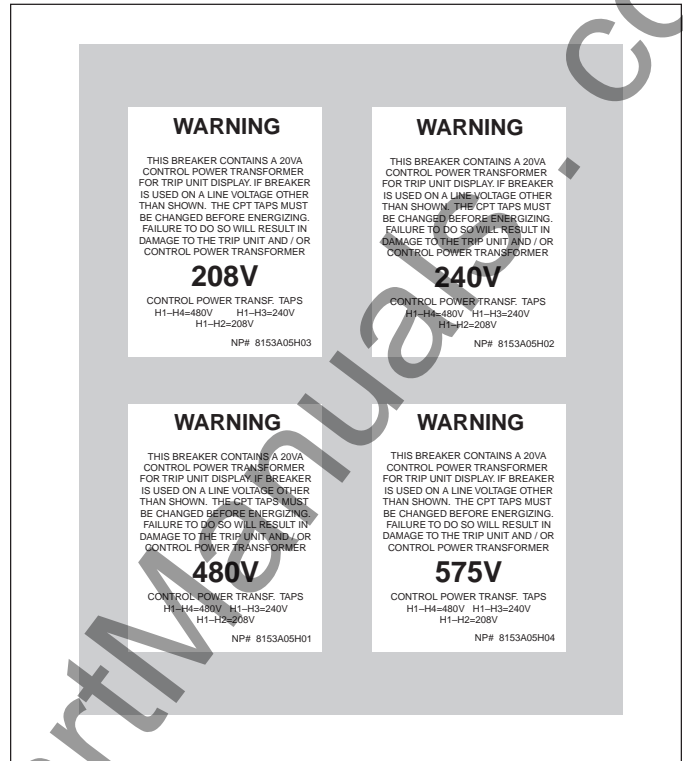 WARNING
THIS BREAKER CONTAINS A 20VA
CONTROL POWER TRANSFORMER
FOR TRIP UNIT DISPLAY. IF BREAKER
IS USED ON A LINE VOLTAGE OTHER
THAN SHOWN. THE CPT TAPS MUST
BE CHANGED BEFORE ENERGIZING.
FAILURE TO DO SO WILL RESULT IN
DAMAGE TO THE TRIP UNIT AND / OR
CONTROL POWER TRANSFORMER
208V
CONTROL POWER TRANSF. TAPS
H1–H4=480V H1–H3=240V
H1–H2=208V
NP# 8153A05H03
WARNING
THIS BREAKER CONTAINS A 20VA
CONTROL POWER TRANSFORMER
FOR TRIP UNIT DISPLAY. IF BREAKER
IS USED ON A LINE VOLTAGE OTHER
THAN SHOWN. THE CPT TAPS MUST
BE CHANGED BEFORE ENERGIZING.
FAILURE TO DO SO WILL RESULT IN
DAMAGE TO THE TRIP UNIT AND / OR
CONTROL POWER TRANSFORMER
240V
CONTROL POWER TRANSF. TAPS
H1–H4=480V H1–H3=240V
H1–H2=208V
NP# 8153A05H02
WARNING
THIS BREAKER CONTAINS A 20VA
CONTROL POWER TRANSFORMER
FOR TRIP UNIT DISPLAY. IF BREAKER
IS USED ON A LINE VOLTAGE OTHER
THAN SHOWN. THE CPT TAPS MUST
BE CHANGED BEFORE ENERGIZING.
FAILURE TO DO SO WILL RESULT IN
DAMAGE TO THE TRIP UNIT AND / OR
CONTROL POWER TRANSFORMER
480V
CONTROL POWER TRANSF. TAPS
H1–H4=480V H1–H3=240V
H1–H2=208V
NP# 8153A05H01
WARNING
THIS BREAKER CONTAINS A 20VA
CONTROL POWER TRANSFORMER
FOR TRIP UNIT DISPLAY. IF BREAKER
IS USED ON A LINE VOLTAGE OTHER
THAN SHOWN. THE CPT TAPS MUST
BE CHANGED BEFORE ENERGIZING.
FAILURE TO DO SO WILL RESULT IN
DAMAGE TO THE TRIP UNIT AND / OR
CONTROL POWER TRANSFORMER
575V
CONTROL POWER TRANSF. TAPS
H1–H4=480V H1–H3=240V
H1–H2=208V
NP# 8153A05H04